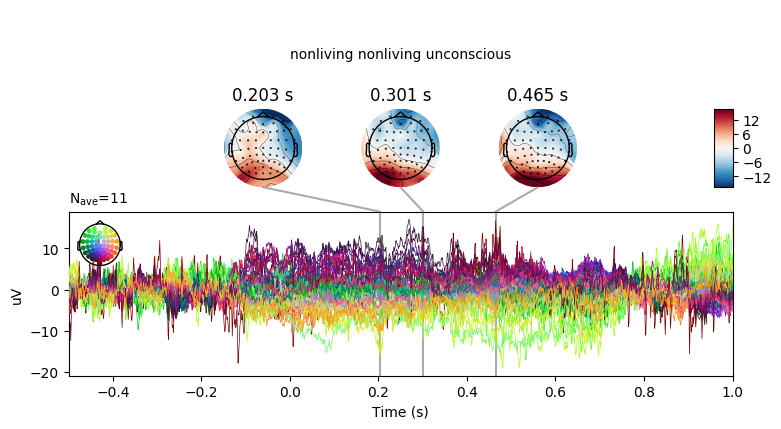 nonliving nonliving unconscious
0.203 s 0.301 s 0.465 s
12
6
0
−6
−12
Nave=11
10
0
−10
−20
uV
−0.4 −0.2 0.0 0.2 0.4 0.6 0.8 1.0
Time (s)